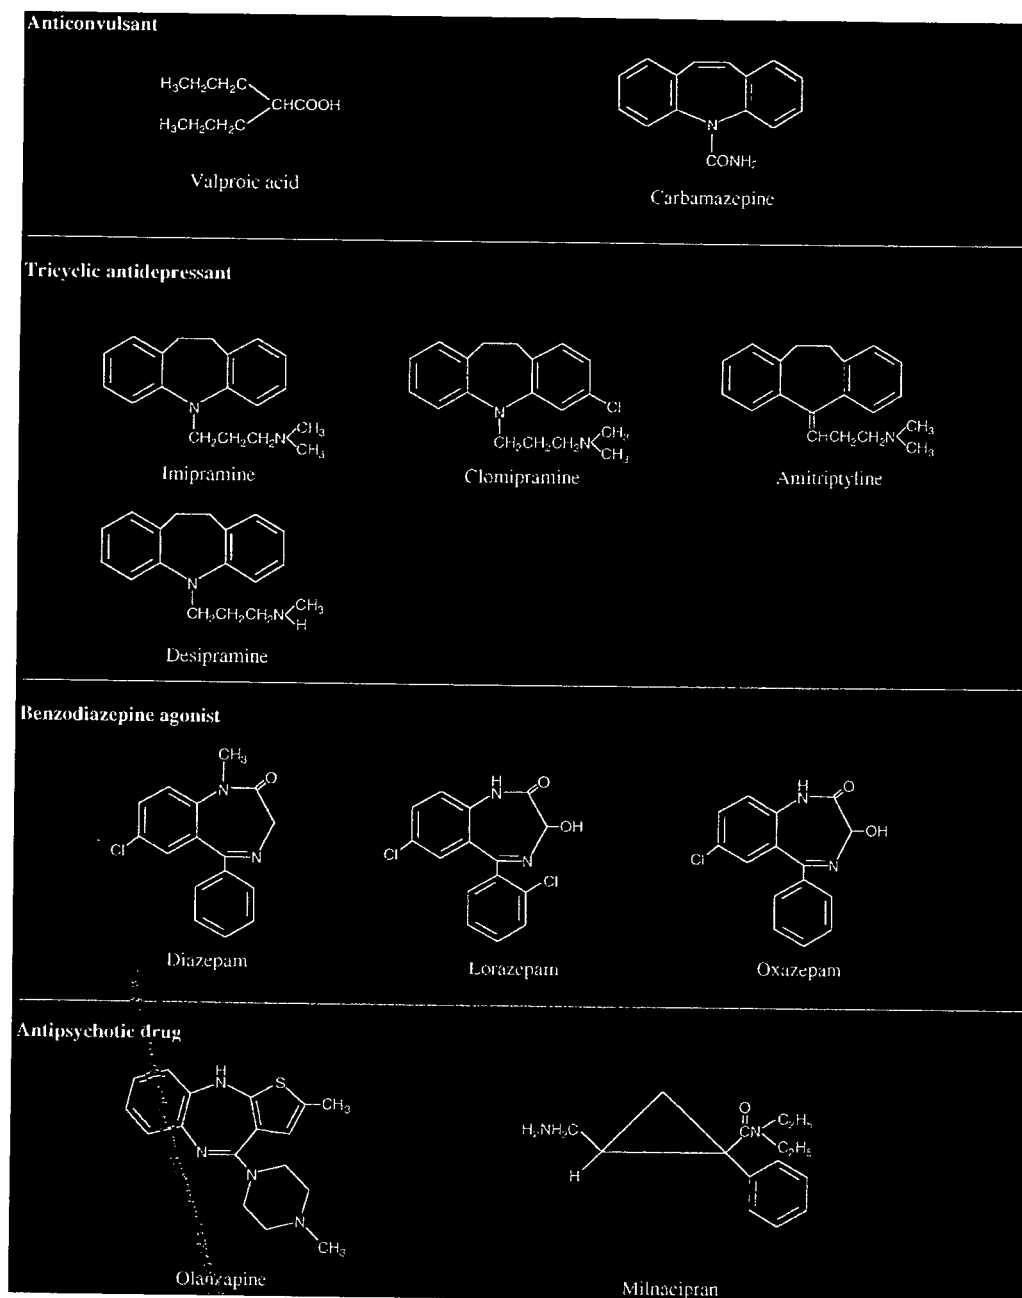 Anticonvulsant
H3CH2CH2C
CHCOOH
H3CH2CH2C
Valproic acid
N
CONH2
Carbamazepine
Tricyclic antidepressant
N
CH2CH2CH2N
CH3
CH3
Imipramine
Cl
N
CH2CH2CH2N
CH3
CH3
Clomipramine
CHCH2CH2N
CH3
CH3
Amitriptyline
N
CH2CH2CH2N
CH3
H
Desipramine
Benzodiazepine agonist
CH3
N
O
Cl
N
Diazepam
H
N
O
OH
Cl
N
Cl
Lorazepam
H
N
O
OH
Cl
N
Oxazepam
Antipsychotic drug
H
N
S
CH3
N
N
N
CH3
Olanzapine
O
H2NH2C
CN
C2H5
C2H5
H
Milnacipran